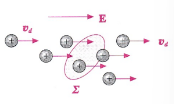 E
v_d v_d
+ + + + + + +
Σ